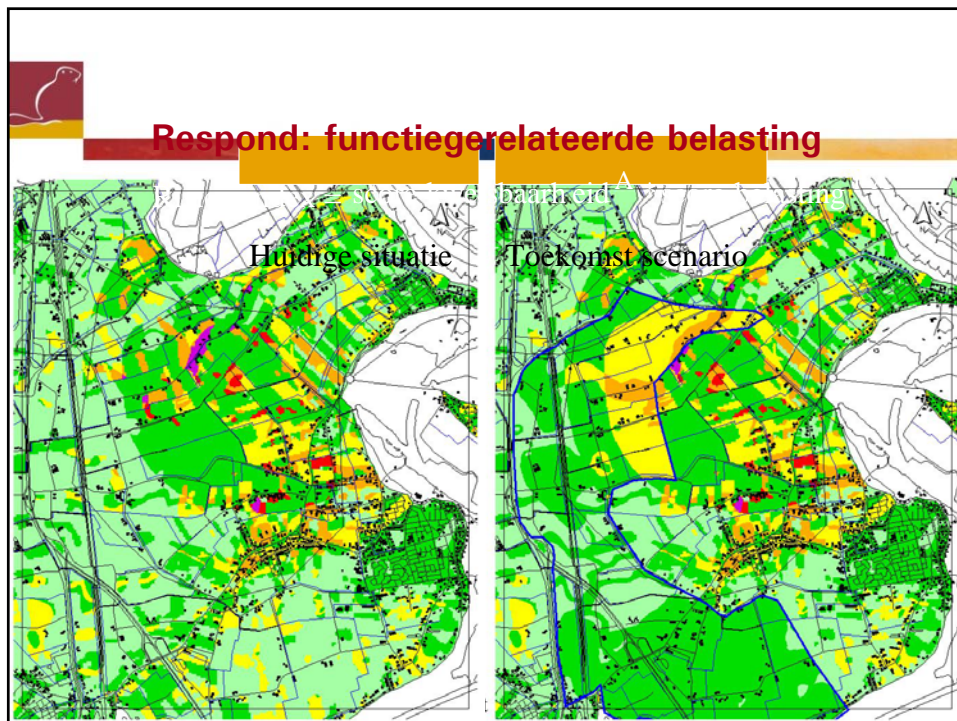 Respond: functiegerelateerde belasting
Huidige situatie
Toekomst scenario